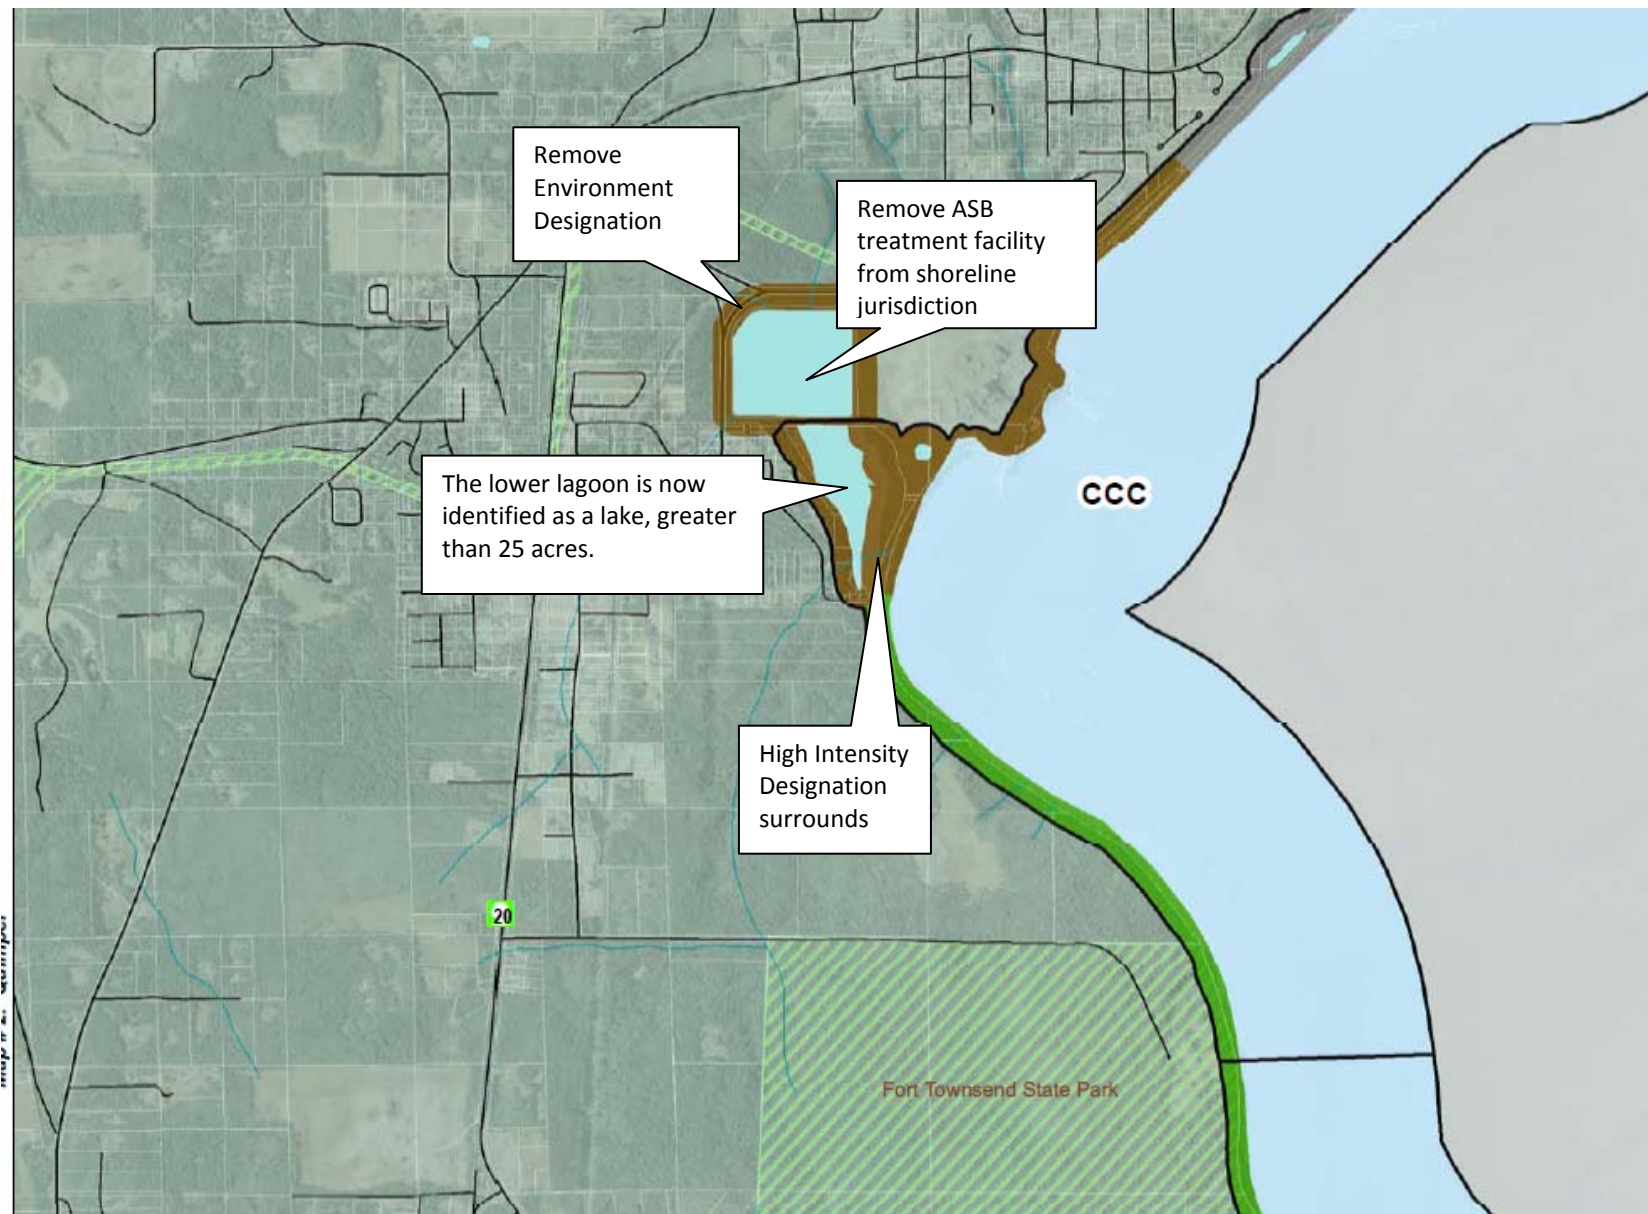 Remove
Environment
Designation
Remove ASB
treatment facility
from shoreline
jurisdiction
The lower lagoon is now
identified as a lake, greater
than 25 acres.
CCC
High Intensity
Designation
surrounds
20
Fort Townsend State Park